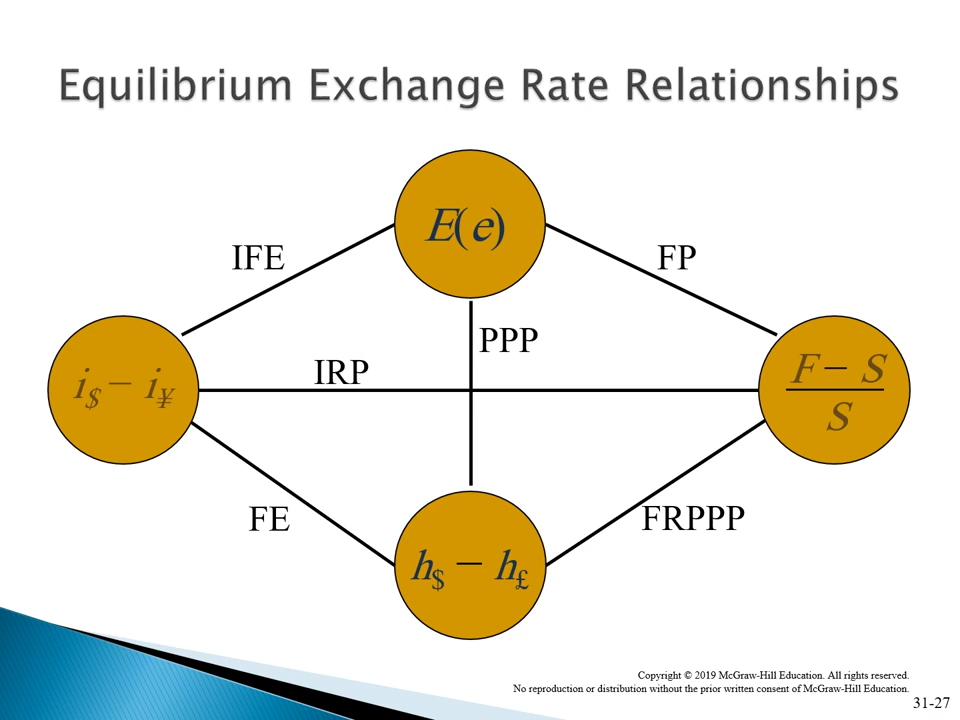 Equilibrium Exchange Rate Relationships
E(e)
IFE
FP
PPP
IRP
i$ − i¥
F − S
S
FE
FRPPP
h$ − h£
Copyright © 2019 McGraw-Hill Education. All rights reserved.
No reproduction or distribution without the prior written consent of McGraw-Hill Education.
31-27